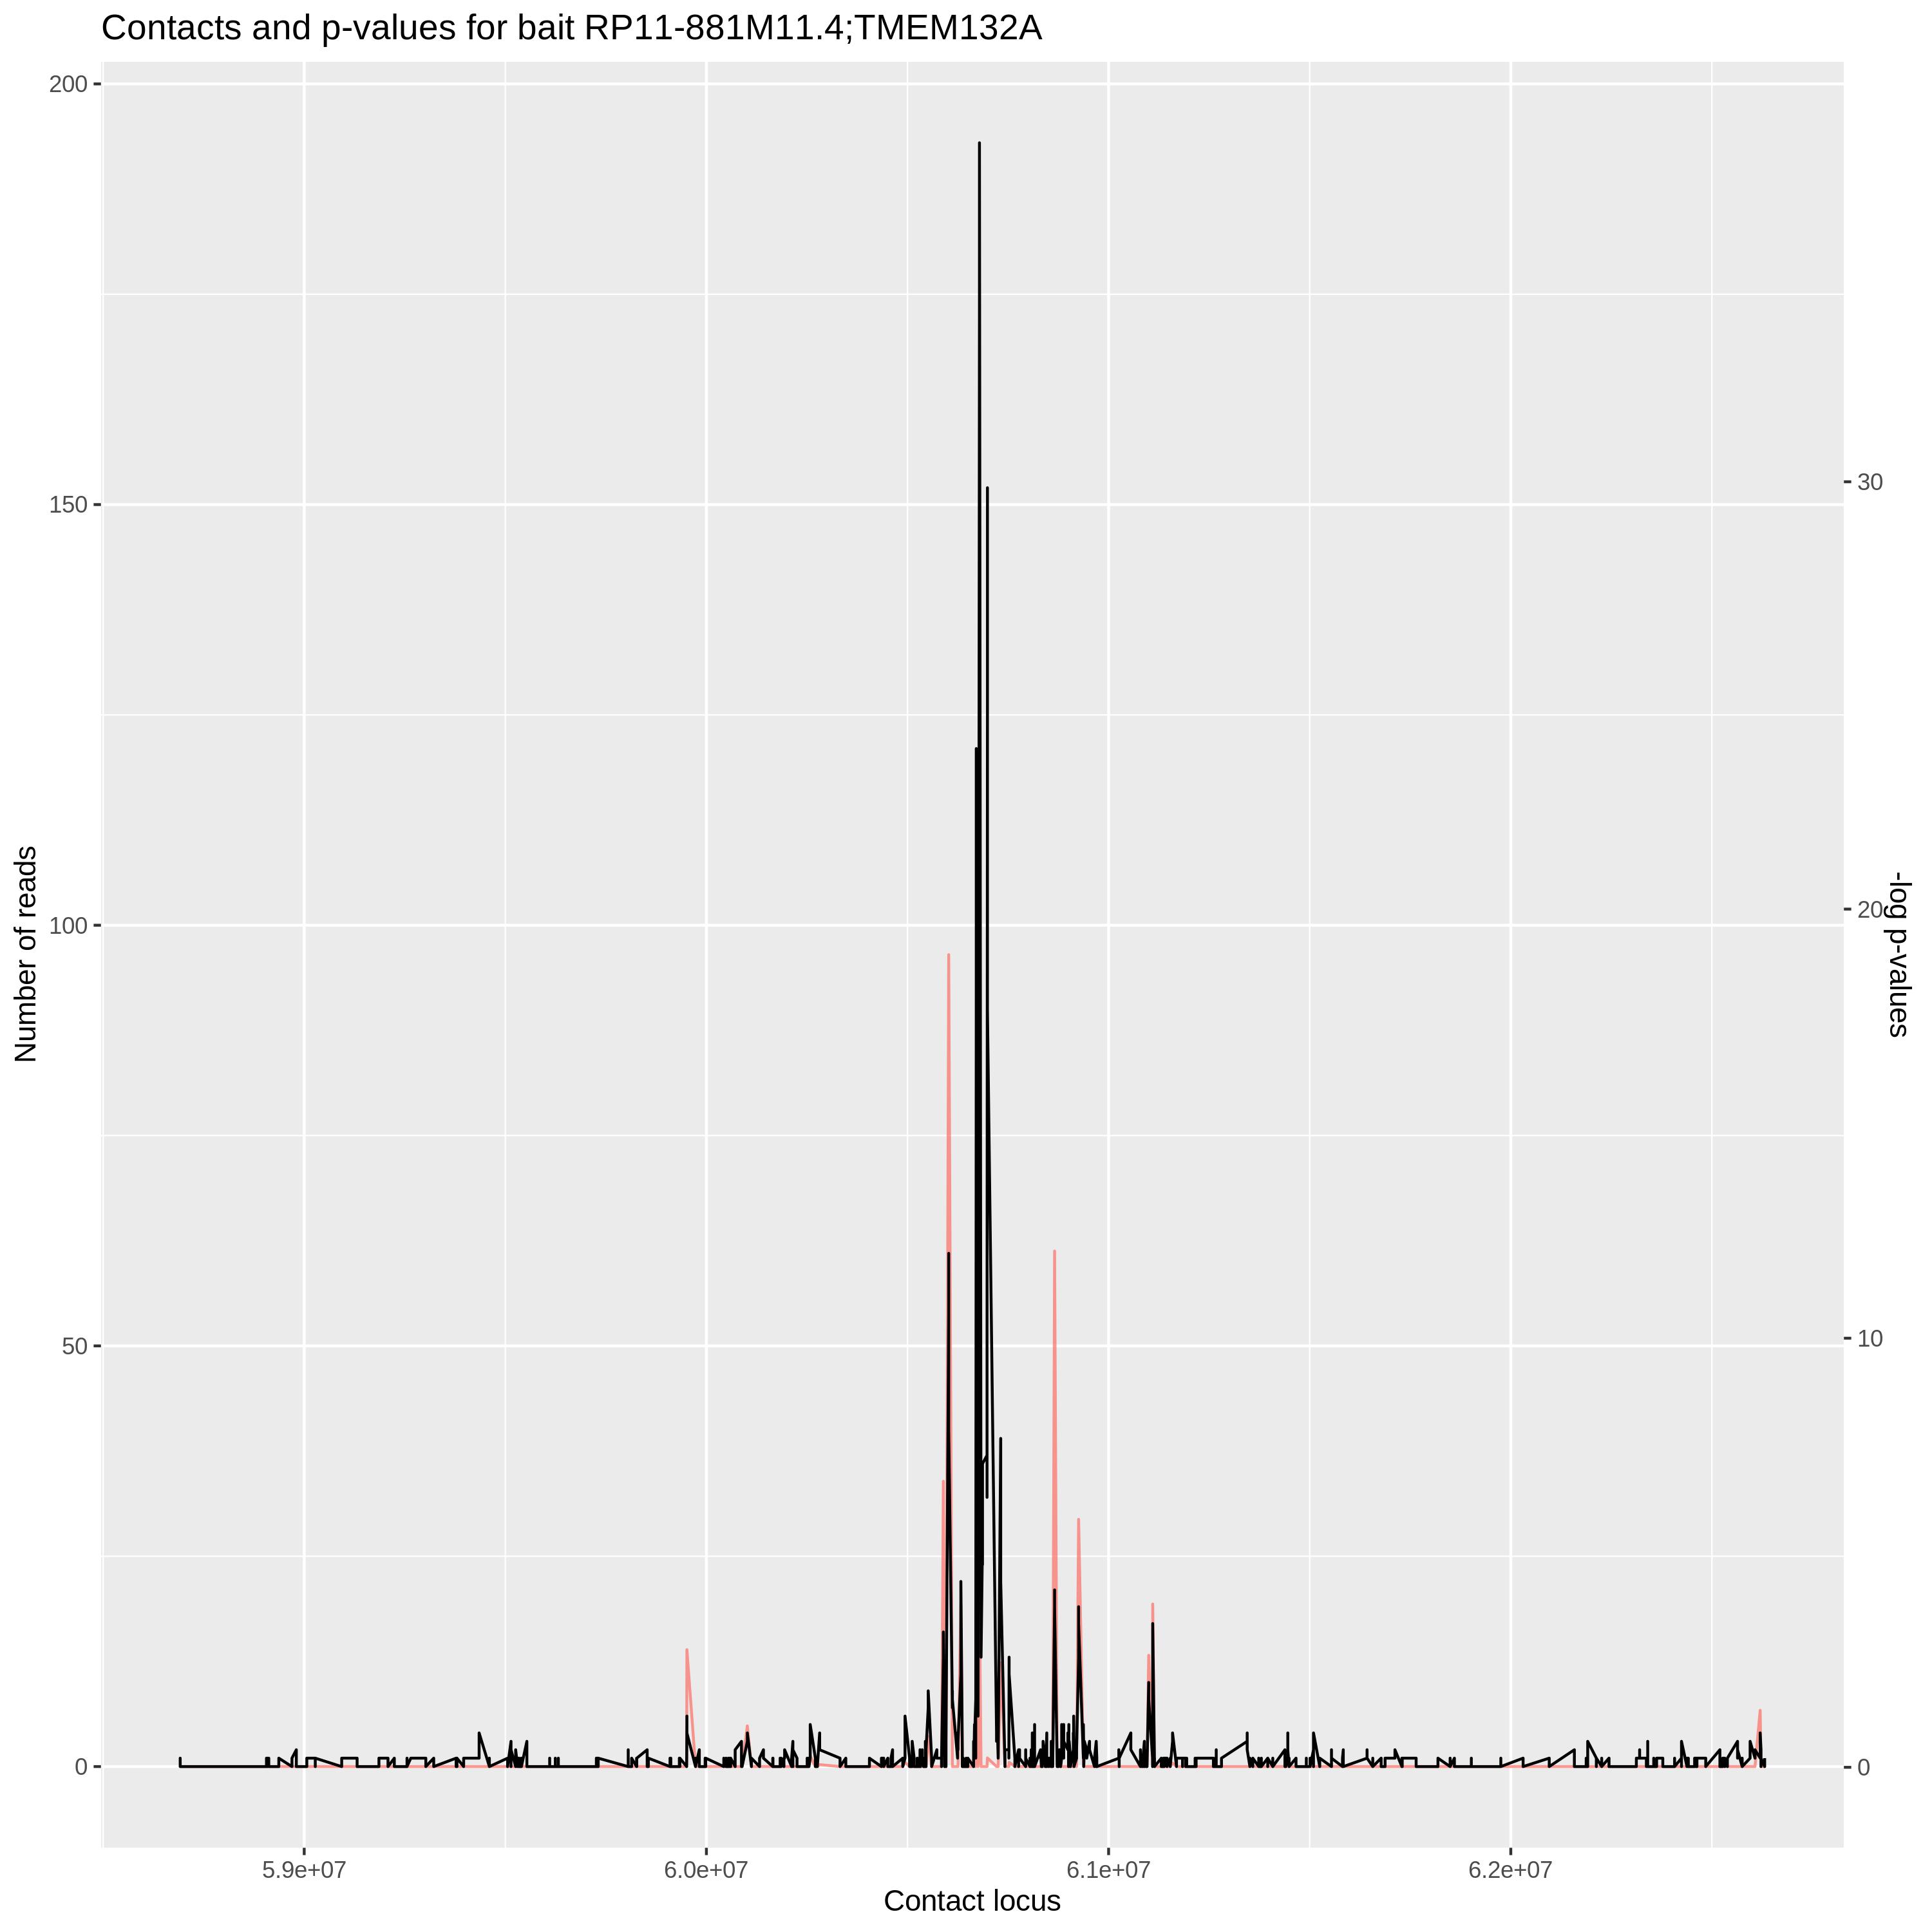 Contacts and p-values for bait RP11-881M11.4;TMEM132A
200
150
100
50
0
Number of reads
30
20
10
0
-log p-values
5.9e+07
6.0e+07
6.1e+07
6.2e+07
Contact locus